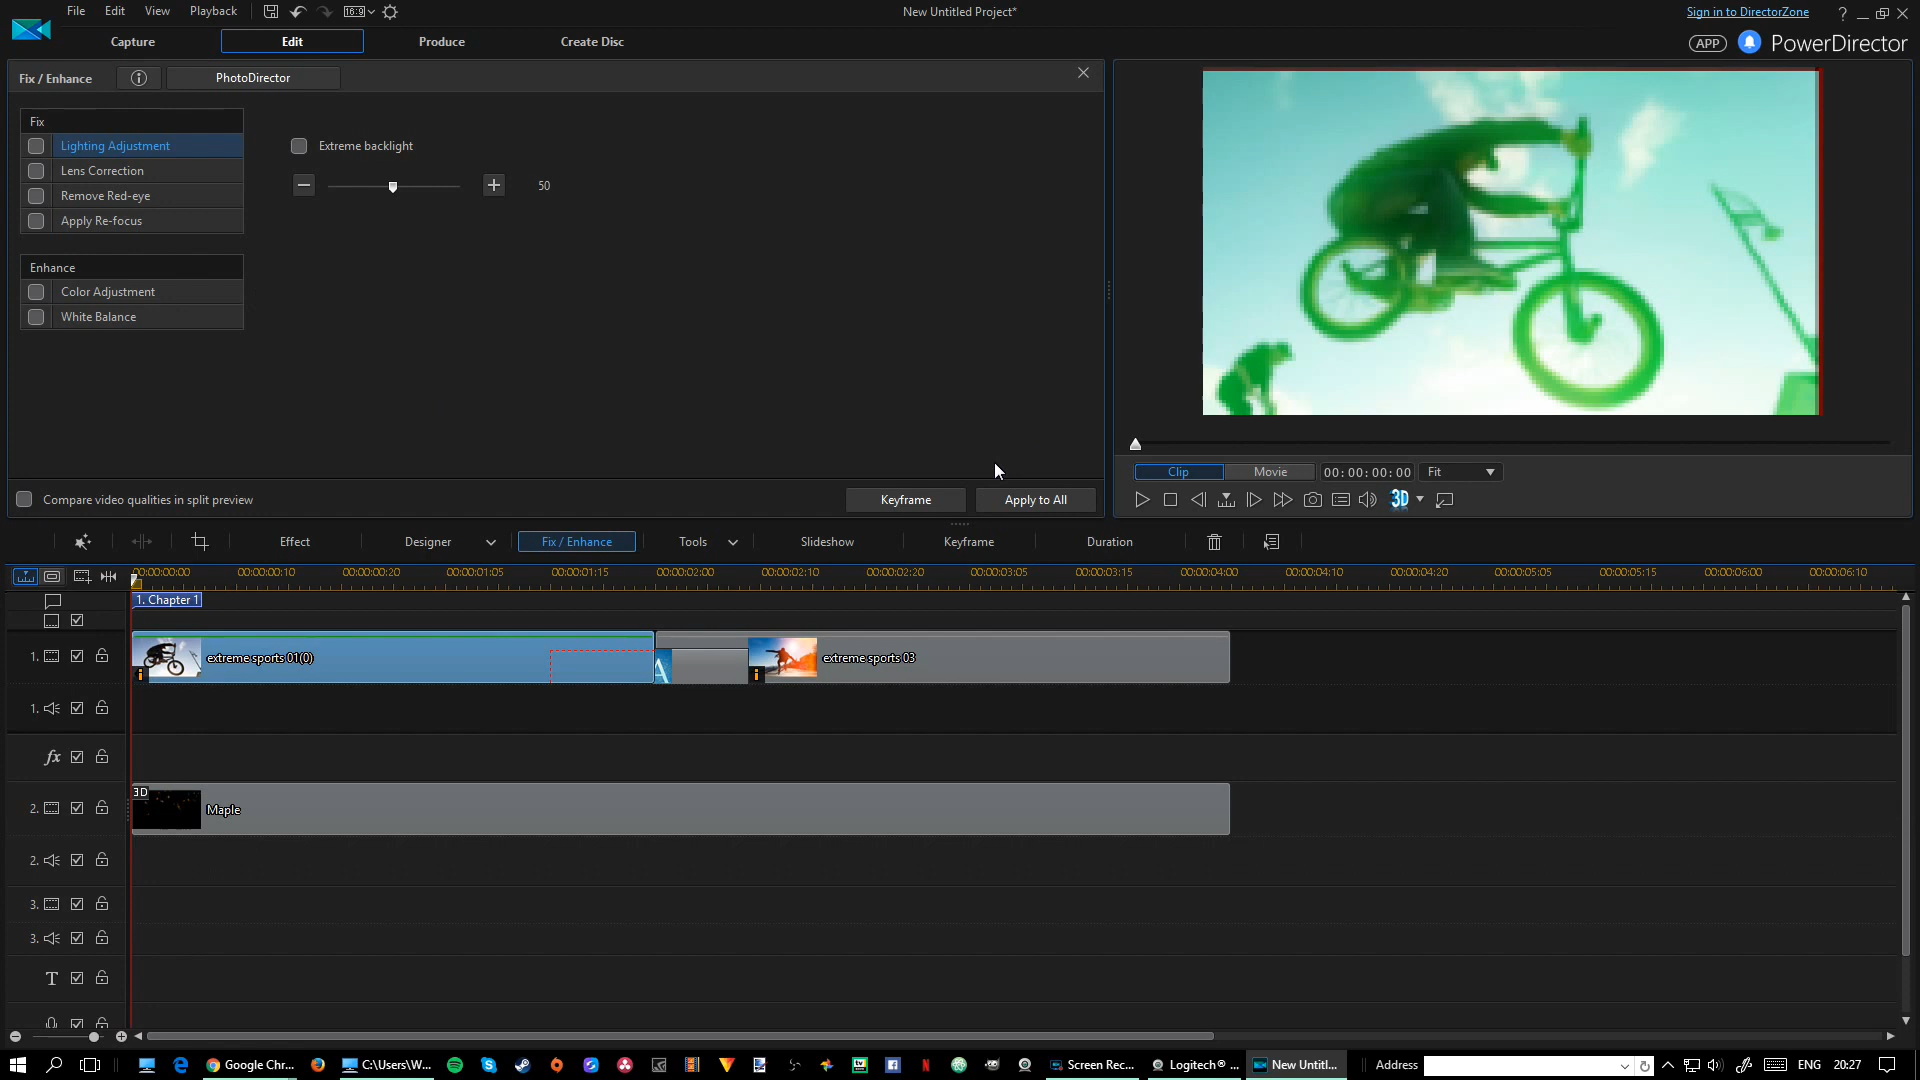 File Edit View Playback 16:9 New Untitled Project* Sign in to DirectorZone ?
Capture Edit Produce Create Disc APP PowerDirector
Fix / Enhance PhotoDirector
Fix
Lighting Adjustment
Lens Correction
Remove Red-eye
Apply Re-focus
Enhance
Color Adjustment
White Balance
Extreme backlight
50
Compare video qualities in split preview Keyframe Apply to All
Clip Movie 00:00:00:00 Fit
3D
Effect Designer Fix / Enhance Tools Slideshow Keyframe Duration
00:00:00:00 00:00:00:10 00:00:00:20 00:00:01:05 00:00:01:15 00:00:02:00 00:00:02:10 00:00:02:20 00:00:03:05 00:00:03:15 00:00:04:00 00:00:04:10 00:00:04:20 00:00:05:05 00:00:05:15 00:00:06:00 00:00:06:10
1. Chapter 1
1. extreme sports 01(0) A extreme sports 03
1.
fx
3D
2. Maple
2.
3.
3.
T
Google Chr... C:\Users\W... Screen Rec... Logitech® ... New Untitl... Address ENG 20:27